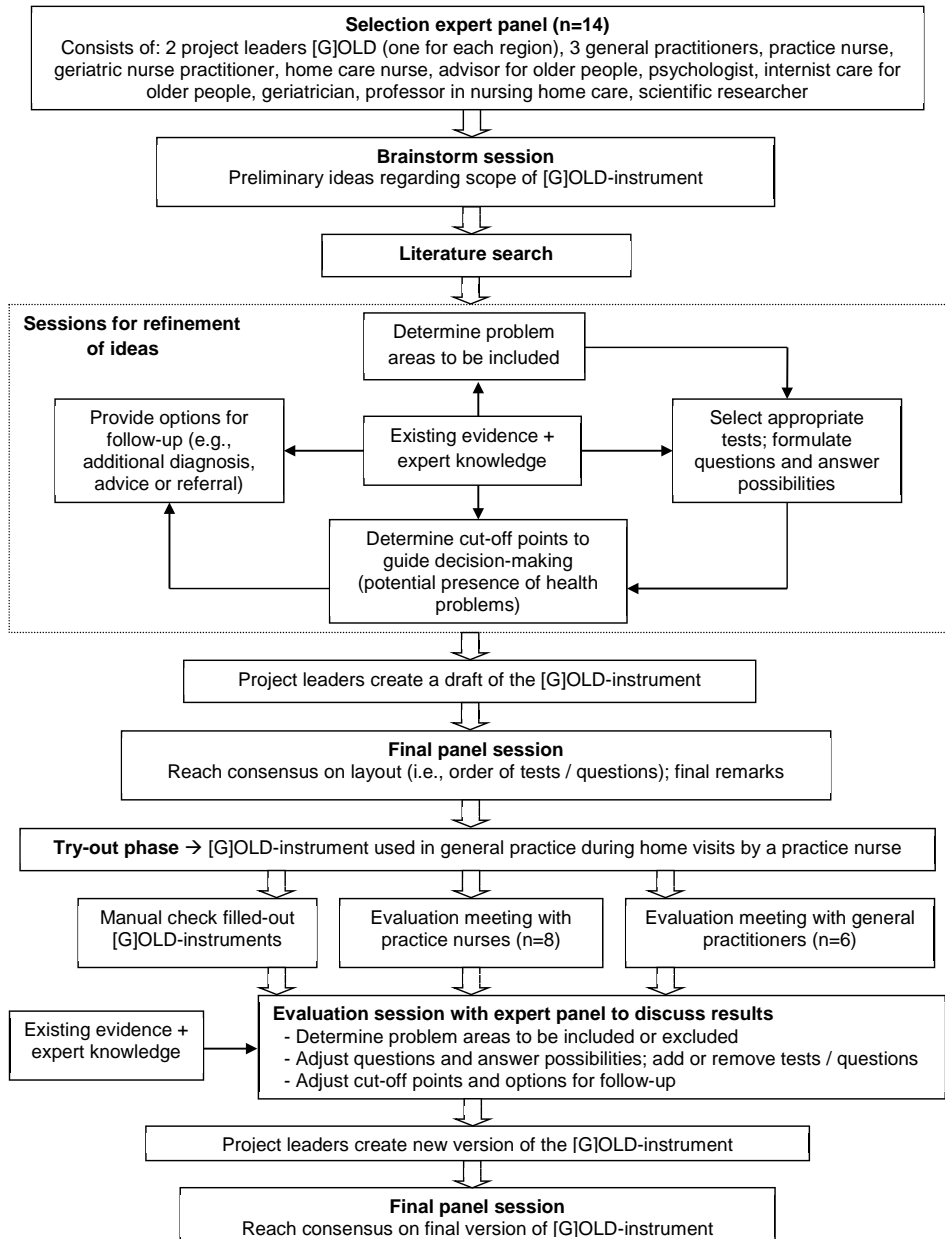 Selection expert panel (n=14)
Consists of: 2 project leaders [G]OLD (one for each region), 3 general practitioners, practice nurse,
geriatric nurse practitioner, home care nurse, advisor for older people, psychologist, internist care for
older people, geriatrician, professor in nursing home care, scientific researcher
Brainstorm session
Preliminary ideas regarding scope of [G]OLD-instrument
Literature search
Sessions for refinement
of ideas
Determine problem
areas to be included
Provide options for
follow-up (e.g.,
additional diagnosis,
advice or referral)
Existing evidence +
expert knowledge
Select appropriate
tests; formulate
questions and answer
possibilities
Determine cut-off points to
guide decision-making
(potential presence of health
problems)
Project leaders create a draft of the [G]OLD-instrument
Final panel session
Reach consensus on layout (i.e., order of tests / questions); final remarks
Try-out phase → [G]OLD-instrument used in general practice during home visits by a practice nurse
Manual check filled-out
[G]OLD-instruments
Evaluation meeting with
practice nurses (n=8)
Evaluation meeting with general
practitioners (n=6)
Existing evidence +
expert knowledge
Evaluation session with expert panel to discuss results
- Determine problem areas to be included or excluded
- Adjust questions and answer possibilities; add or remove tests / questions
- Adjust cut-off points and options for follow-up
Project leaders create new version of the [G]OLD-instrument
Final panel session
Reach consensus on final version of [G]OLD-instrument